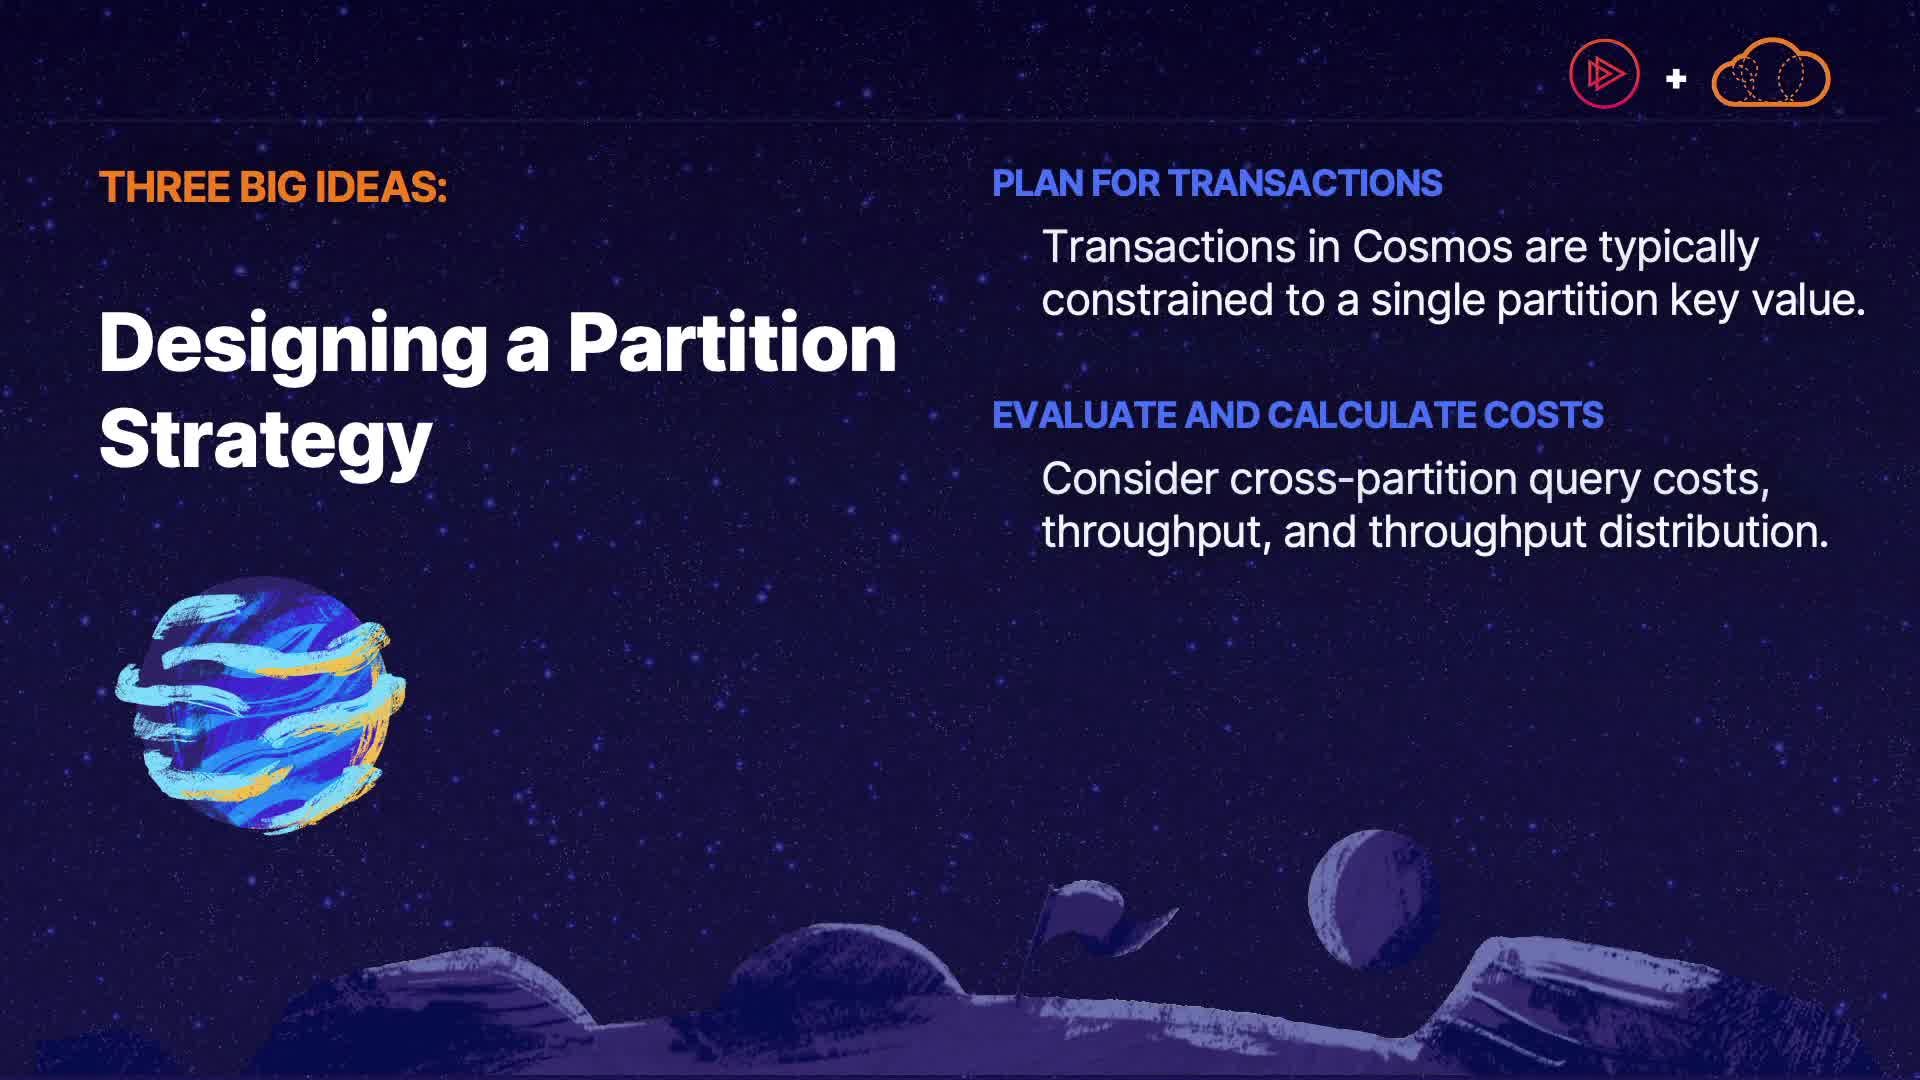 THREE BIG IDEAS:
Designing a Partition
Strategy
PLAN FOR TRANSACTIONS
Transactions in Cosmos are typically
constrained to a single partition key value.
EVALUATE AND CALCULATE COSTS
Consider cross-partition query costs,
throughput, and throughput distribution.